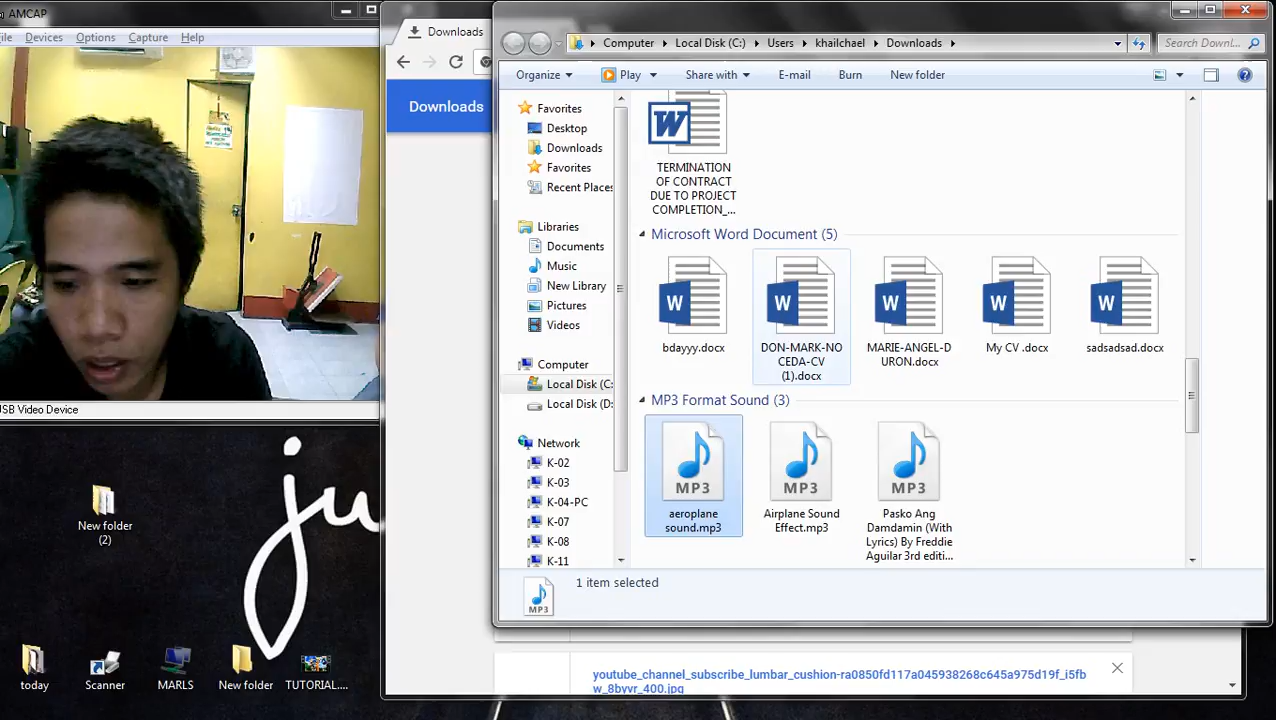 AMCAP
ile Devices Options Capture Help
JSB Video Device
New folder
(2)
ju
today
Scanner
MARLS
New folder
TUTORIAL....
Downloads
Downloads
Computer Local Disk (C:) Users khailchael Downloads
Search Downl...
Organize Play Share with E-mail Burn New folder
Favorites
Desktop
Downloads
Favorites
Recent Places
Libraries
Documents
Music
New Library
Pictures
Videos
Computer
Local Disk (C:
Local Disk (D:
Network
K-02
K-03
K-04-PC
K-07
K-08
K-11
W
TERMINATION
OF CONTRACT
DUE TO PROJECT
COMPLETION_...
Microsoft Word Document (5)
W
bdayyy.docx
W
DON-MARK-NO
CEDA-CV
(1).docx
W
MARIE-ANGEL-D
URON.docx
W
My CV .docx
W
sadsadsad.docx
MP3 Format Sound (3)
MP3
aeroplane
sound.mp3
MP3
Airplane Sound
Effect.mp3
MP3
Pasko Ang
Damdamin (With
Lyrics) By Freddie
Aguilar 3rd editi...
MP3
1 item selected
youtube_channel_subscribe_lumbar_cushion-ra0850fd117a045938268c645a975d19f_i5fb
w_8byvr_400.jpg